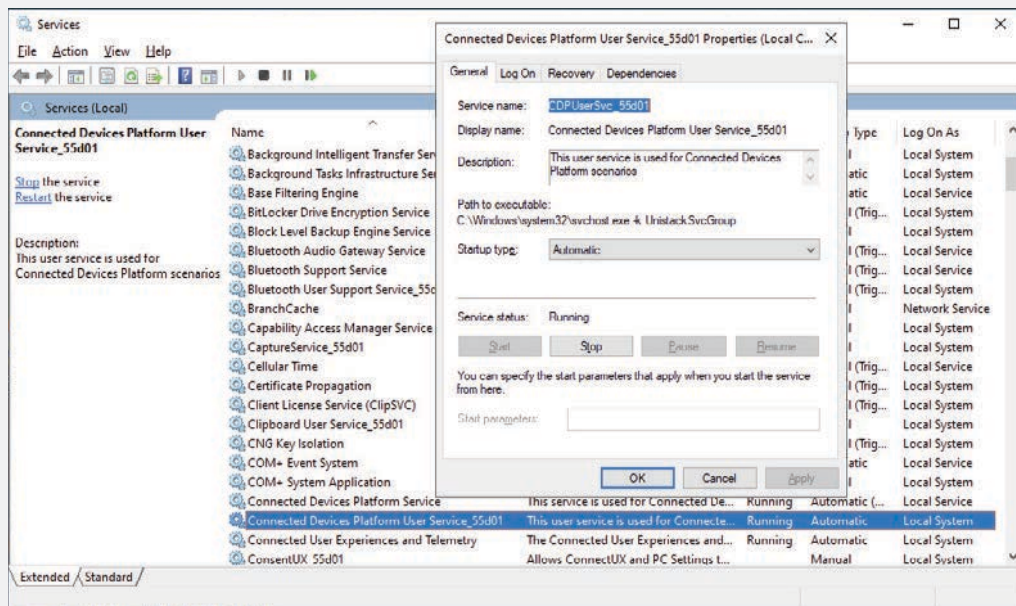 Services
File Action View Help
Services (Local)
Connected Devices Platform User
Service_55d01
Stop the service
Restart the service
Description:
This user service is used for
Connected Devices Platform scenarios
Name
Background Intelligent Transfer Ser
Background Tasks Infrastructure Se
Base Filtering Engine
BitLocker Drive Encryption Service
Block Level Backup Engine Service
Bluetooth Audio Gateway Service
Bluetooth Support Service
Bluetooth User Support Service_55d
BranchCache
Capability Access Manager Service
CaptureService_55d01
Cellular Time
Certificate Propagation
Client License Service (ClipSVC)
Clipboard User Service_55d01
CNG Key Isolation
COM+ Event System
COM+ System Application
Connected Devices Platform Service This service is used for Connected De... Running Automatic (... Local Service
Connected Devices Platform User Service_55d01 This user service is used for Connecte... Running Automatic Local System
Connected User Experiences and Telemetry The Connected User Experiences and... Running Automatic Local System
ConsentUX_55d01 Allows ConnectUX and PC Settings t... Manual Local System
Connected Devices Platform User Service_55d01 Properties (Local C...
General Log On Recovery Dependencies
Service name: CDPUserSvc_55d01
Display name: Connected Devices Platform User Service_55d01
Description: This user service is used for Connected Devices
Platform scenarios
Path to executable:
C:\Windows\system32\svchost.exe -k UnistackSvcGroup
Startup type: Automatic
Service status: Running
Start Stop Pause Resume
You can specify the start parameters that apply when you start the service
from here.
Start parameters:
OK Cancel Apply
Type Log On As
l Local System
atic Local System
atic Local Service
l (Trig... Local System
l Local System
l (Trig... Local Service
l (Trig... Local Service
l (Trig... Local System
l Network Service
l Local System
l Local System
l (Trig... Local Service
l (Trig... Local System
l (Trig... Local System
l Local System
l (Trig... Local System
atic Local Service
l Local System
Extended Standard